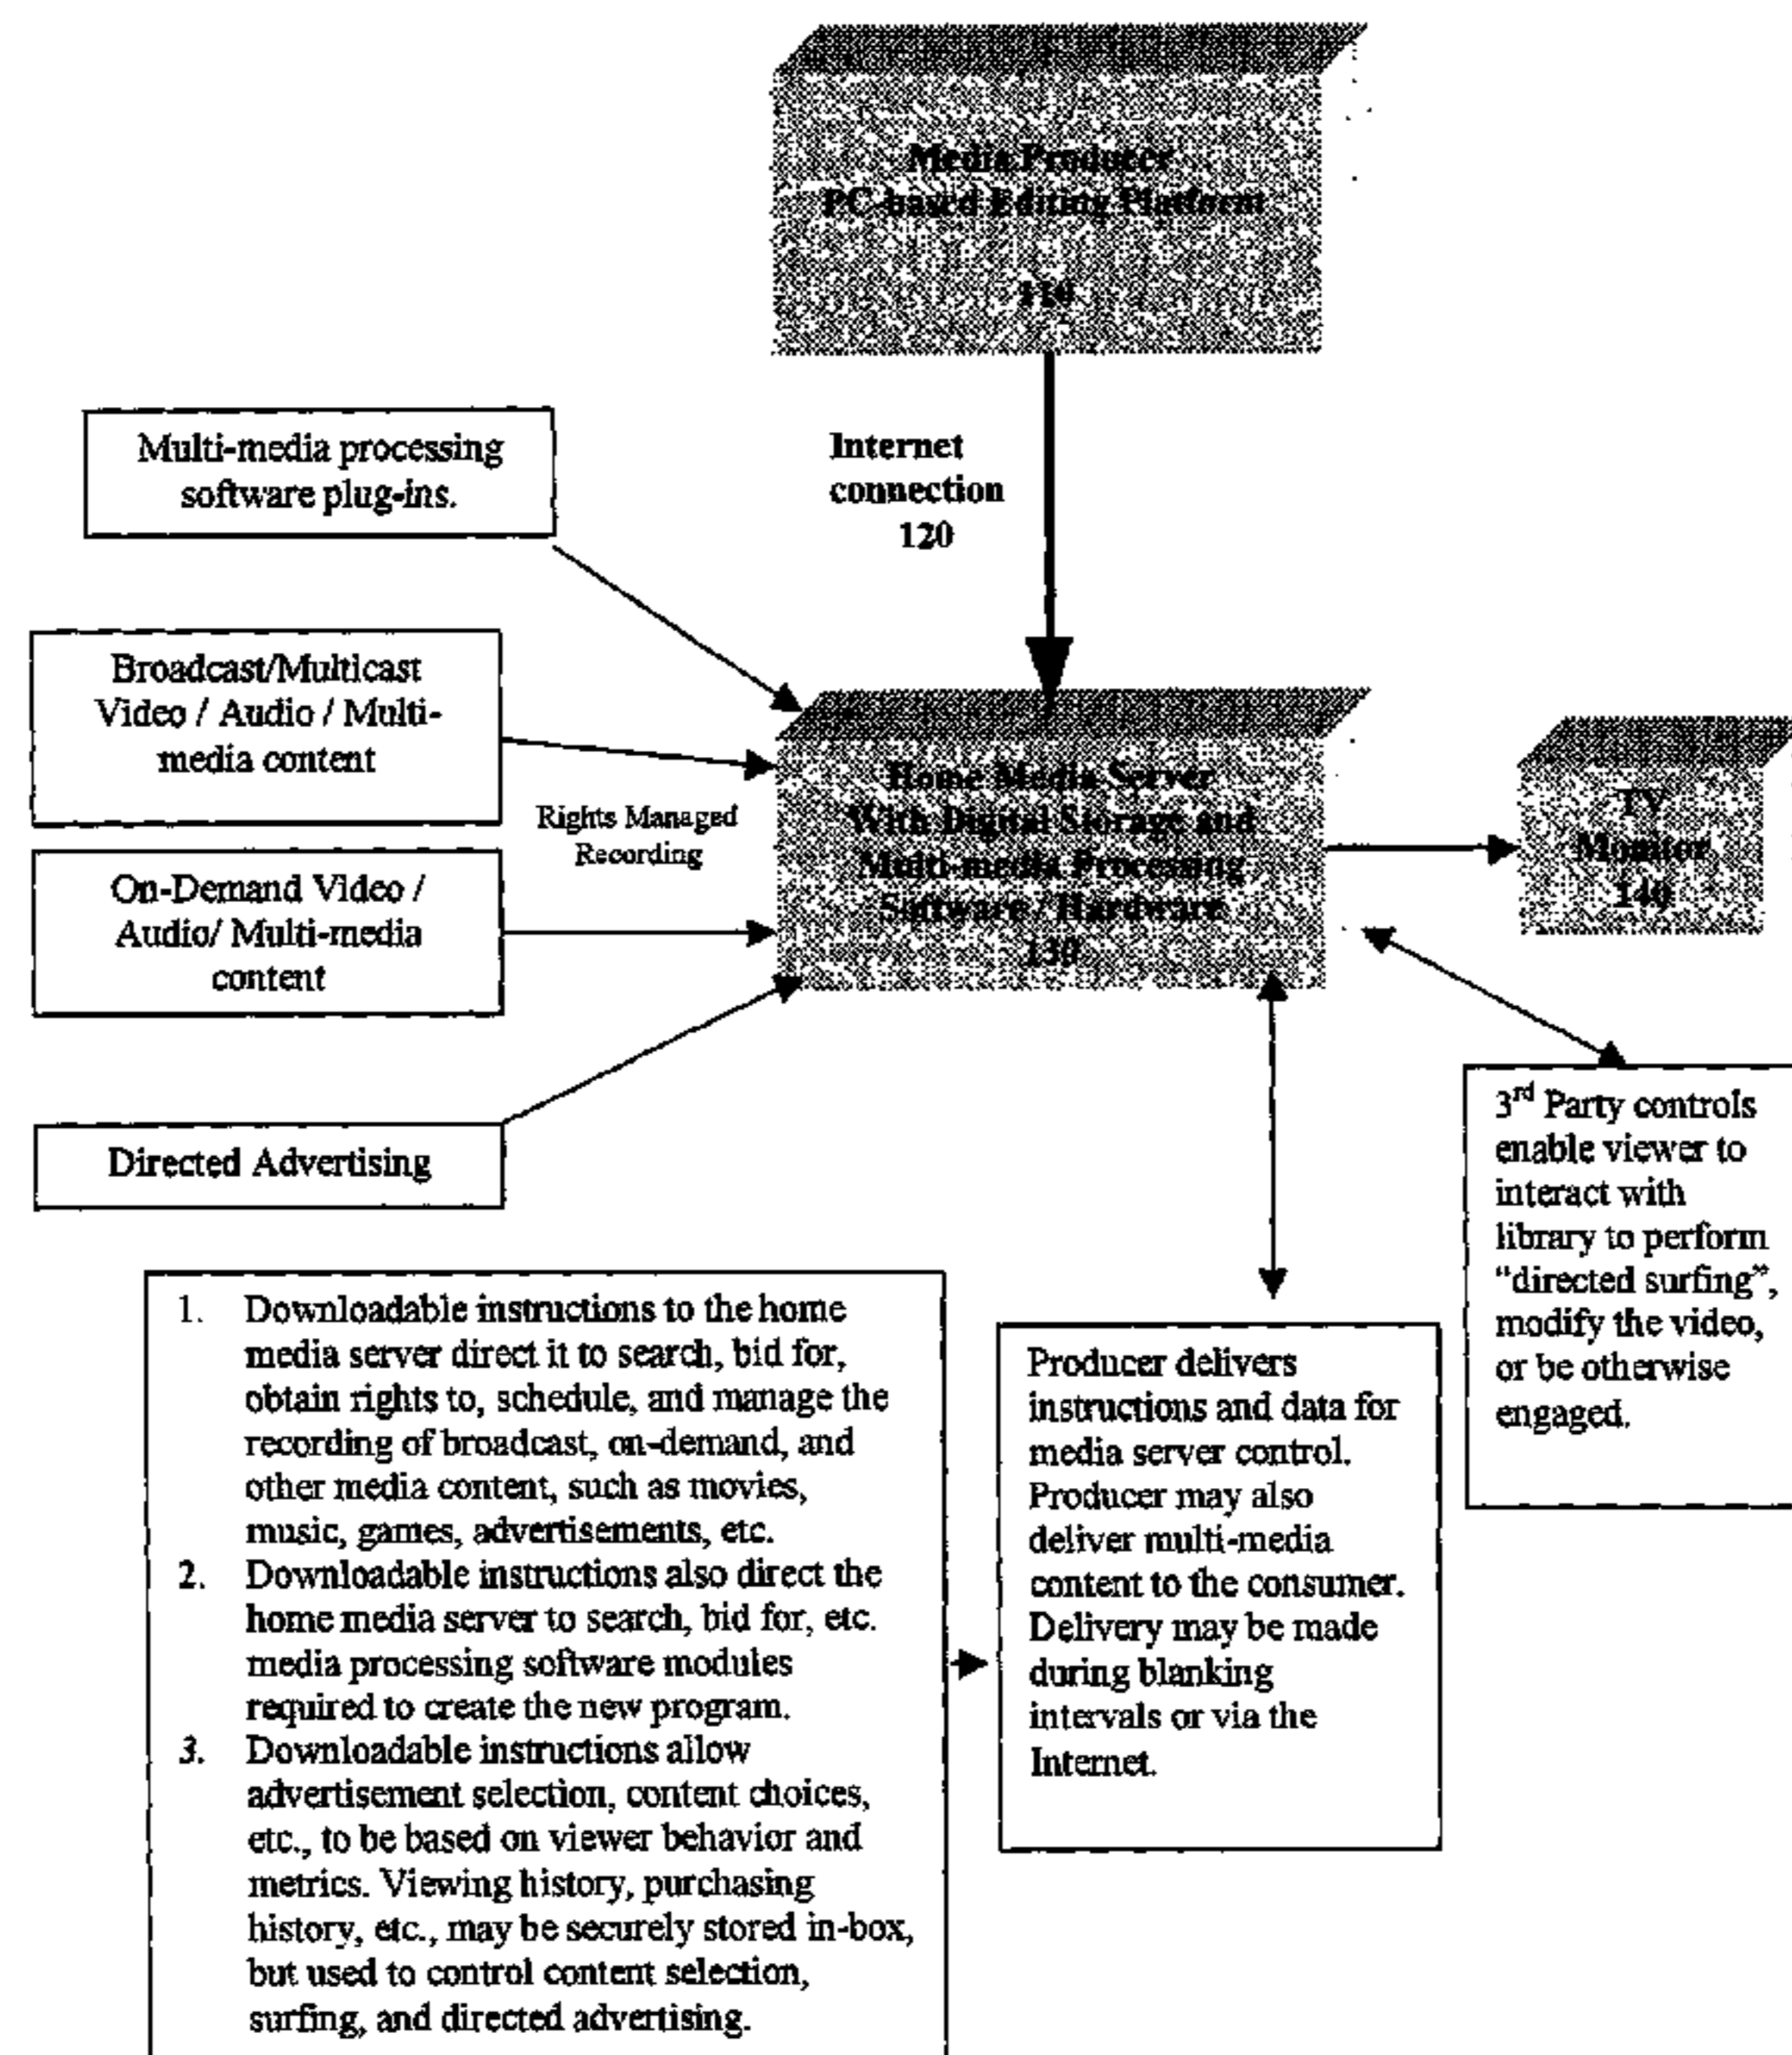 Media Producer
PC-based Editing Platform
110
Internet
connection
120
Multi-media processing
software plug-ins.
Broadcast/Multicast
Video / Audio / Multi-
media content
Rights Managed
Recording
On-Demand Video /
Audio/ Multi-media
content
Directed Advertising
Home Media Server
With Digital Storage and
Multi-media Processing
Software / Hardware
130
TV
Monitor
140
3rd Party controls
enable viewer to
interact with
library to perform
“directed surfing”,
modify the video,
or be otherwise
engaged.
1. Downloadable instructions to the home
media server direct it to search, bid for,
obtain rights to, schedule, and manage the
recording of broadcast, on-demand, and
other media content, such as movies,
music, games, advertisements, etc.
2. Downloadable instructions also direct the
home media server to search, bid for, etc.
media processing software modules
required to create the new program.
3. Downloadable instructions allow
advertisement selection, content choices,
etc., to be based on viewer behavior and
metrics. Viewing history, purchasing
history, etc., may be securely stored in-box,
but used to control content selection,
surfing, and directed advertising.
Producer delivers
instructions and data for
media server control.
Producer may also
deliver multi-media
content to the consumer.
Delivery may be made
during blanking
intervals or via the
Internet.